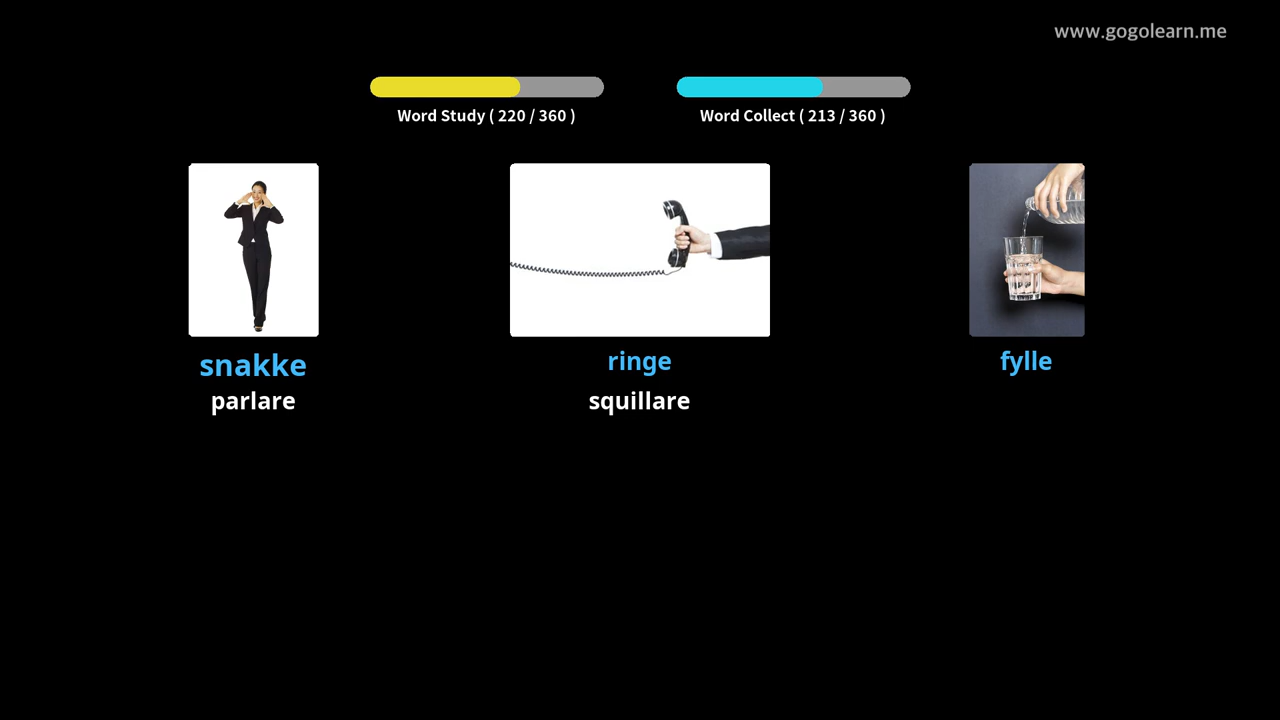 www.gogolearn.me
Word Study ( 220 / 360 )
Word Collect ( 213 / 360 )
snakke
parlare
ringe
squillare
fylle